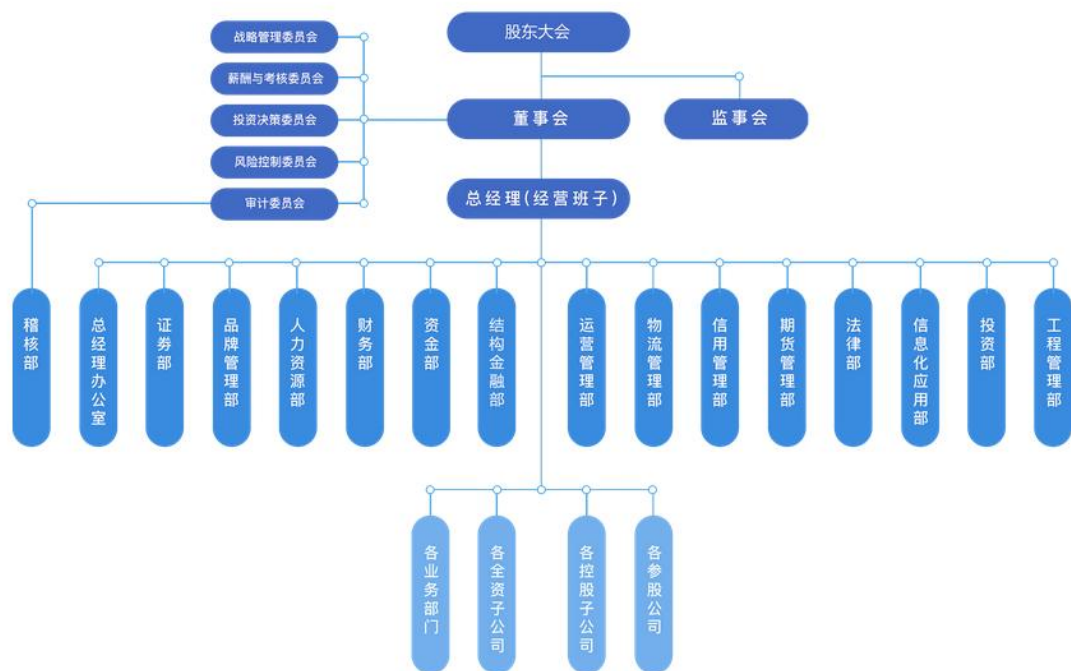 股东大会
战略管理委员会
薪酬与考核委员会
董事会
监事会
投资决策委员会
风险控制委员会
总经理(经营班子)
审计委员会
稽核部
总经理办公室
证券部
品牌管理部
人力资源部
财务部
资金部
结构金融部
运营管理部
物流管理部
信用管理部
期货管理部
法律部
信息化应用部
投资部
工程管理部
各业务部门
各全资子公司
各控股子公司
各参股公司